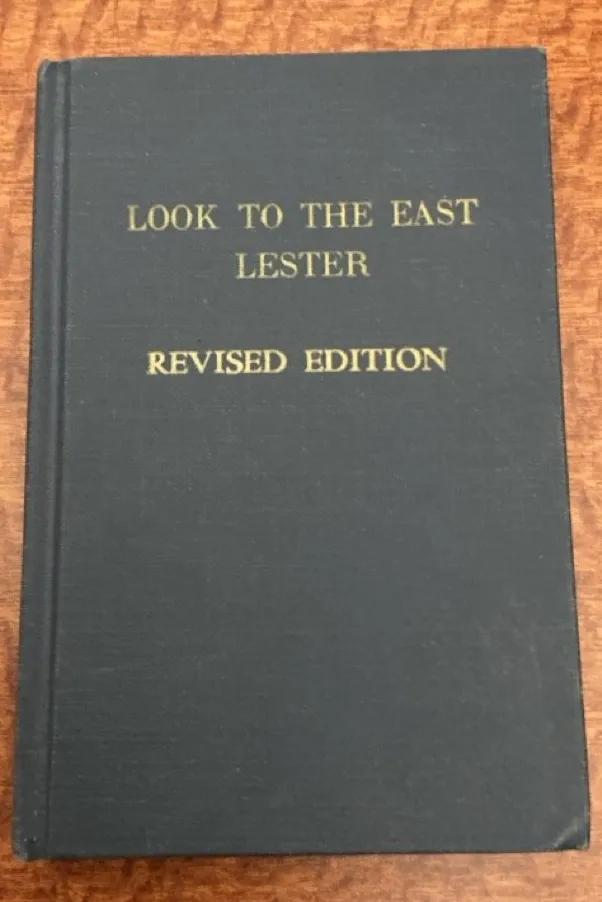 LOOK TO THE EAST
LESTER
REVISED EDITION